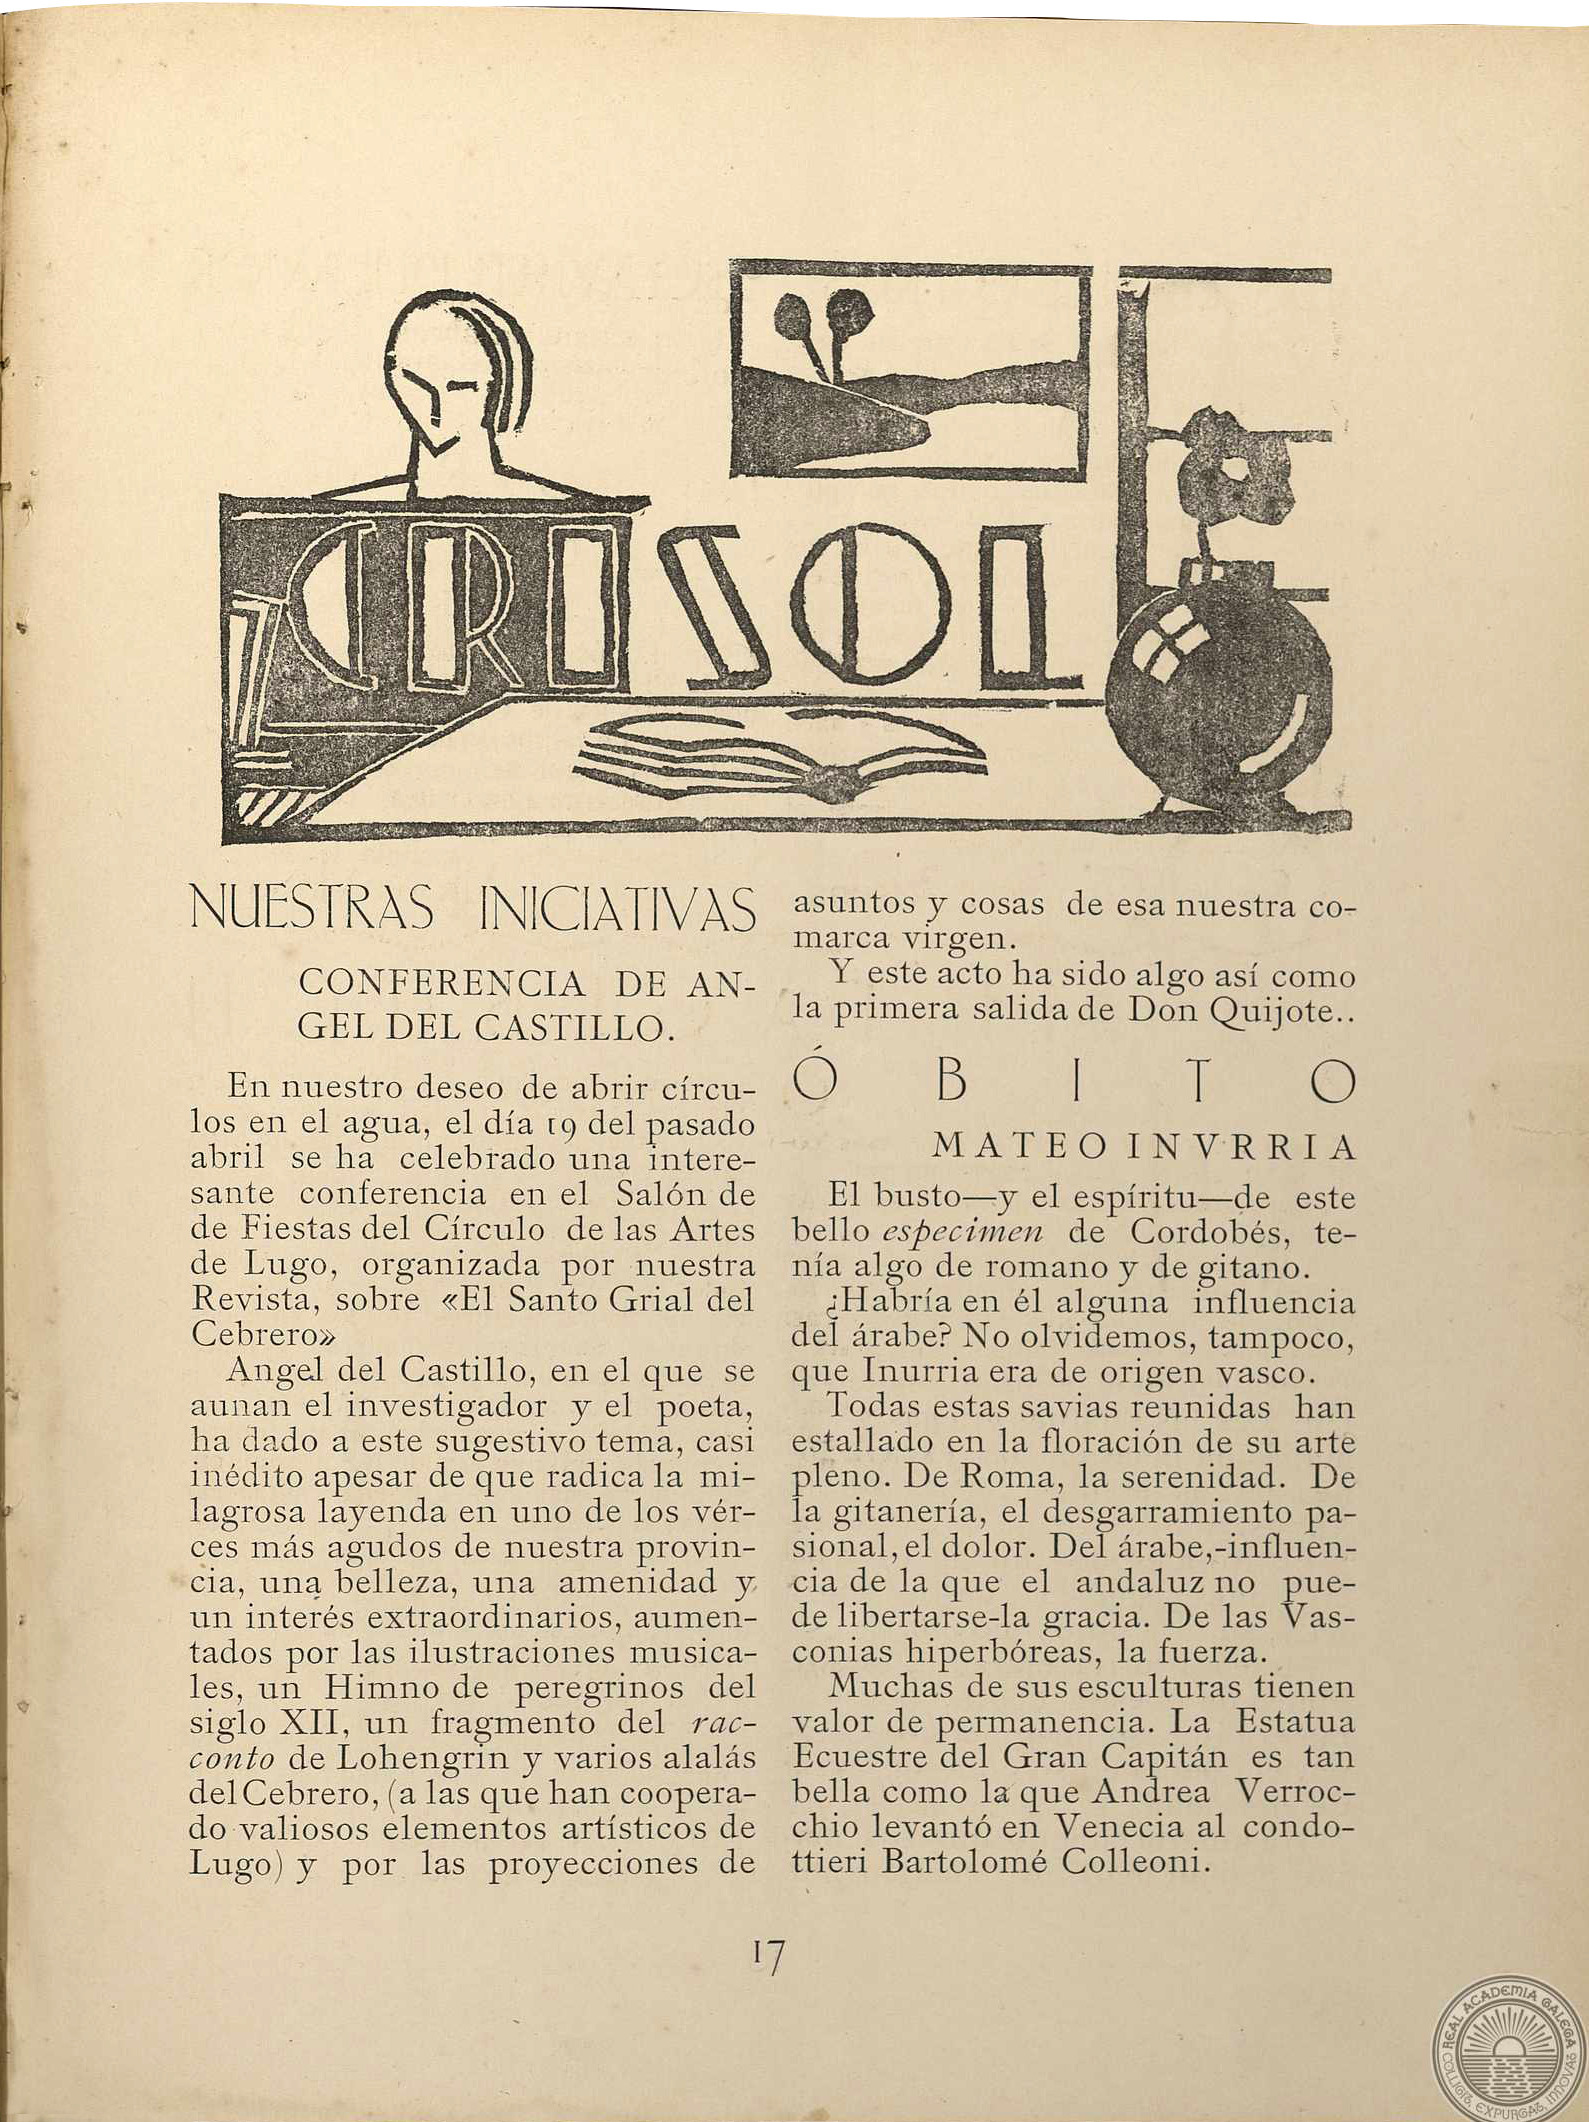 CRISOL
NUESTRAS INICIATIVAS
CONFERENCIA DE AN-
GEL DEL CASTILLO.
En nuestro deseo de abrir círcu-
los en el agua, el día 19 del pasado
abril se ha celebrado una intere-
sante conferencia en el Salón de
de Fiestas del Círculo de las Artes
de Lugo, organizada por nuestra
Revista, sobre «El Santo Grial del
Cebrero»
Angel del Castillo, en el que se
aunan el investigador y el poeta,
ha dado a este sugestivo tema, casi
inédito apesar de que radica la mi-
lagrosa layenda en uno de los vér-
ces más agudos de nuestra provin-
cia, una belleza, una amenidad y
un interés extraordinarios, aumen-
tados por las ilustraciones musica-
les, un Himno de peregrinos del
siglo XII, un fragmento del rac-
conto de Lohengrin y varios alalás
del Cebrero, (a las que han coopera-
do valiosos elementos artísticos de
Lugo) y por las proyecciones de
asuntos y cosas de esa nuestra co-
marca virgen.
Y este acto ha sido algo así como
la primera salida de Don Quijote..
ÓBITO
MATEO INVRRIA
El busto—y el espíritu—de este
bello especimen de Cordobés, te-
nía algo de romano y de gitano.
¿Habría en él alguna influencia
del árabe? No olvidemos, tampoco,
que Inurria era de origen vasco.
Todas estas savias reunidas han
estallado en la floración de su arte
pleno. De Roma, la serenidad. De
la gitanería, el desgarramiento pa-
sional, el dolor. Del árabe,-influen-
cia de la que el andaluz no pue-
de libertarse-la gracia. De las Vas-
conias hiperbóreas, la fuerza.
Muchas de sus esculturas tienen
valor de permanencia. La Estatua
Ecuestre del Gran Capitán es tan
bella como la que Andrea Verroc-
chio levantó en Venecia al condo-
ttieri Bartolomé Colleoni.
17
REAL ACADEMIA GALEGA
COLLIGIT, EXPURGAT, INNOVAT